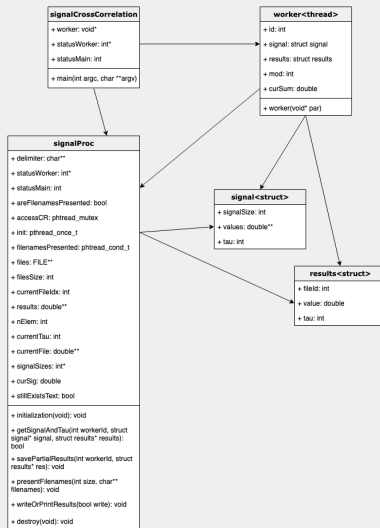 signalCrossCorrelation
+ worker: void*
+ statusWorker: int*
+ statusMain: int
+ main(int argc, char **argv)
worker<thread>
+ id: int
+ signal: struct signal
+ results: struct results
+ mod: int
+ curSum: double
+ worker(void* par)
signalProc
+ delimiter: char**
+ statusWorker: int*
+ statusMain: int
+ areFilenamesPresented: bool
+ accessCR: phtread_mutex
+ init: pthread_once_t
+ filenamesPresented: phtread_cond_t
+ files: FILE**
+ filesSize: int
+ currentFileIdx: int
+ results: double**
+ nElem: int
+ currentTau: int
+ currentFile: double**
+ signalSizes: int*
+ curSig: double
+ stillExistsText: bool
+ initialization(void): void
+ getSignalAndTau(int workerId, struct
signal* signal, struct results* results):
bool
+ savePartialResults(int workerId, struct
results* res): void
+ presentFilenames(int size, char**
filenames): void
+ writeOrPrintResults(bool write): void
+ destroy(void): void
signal<struct>
+ signalSize: int
+ values: double**
+ tau: int
results<struct>
+ fileId: int
+ value: double
+ tau: int